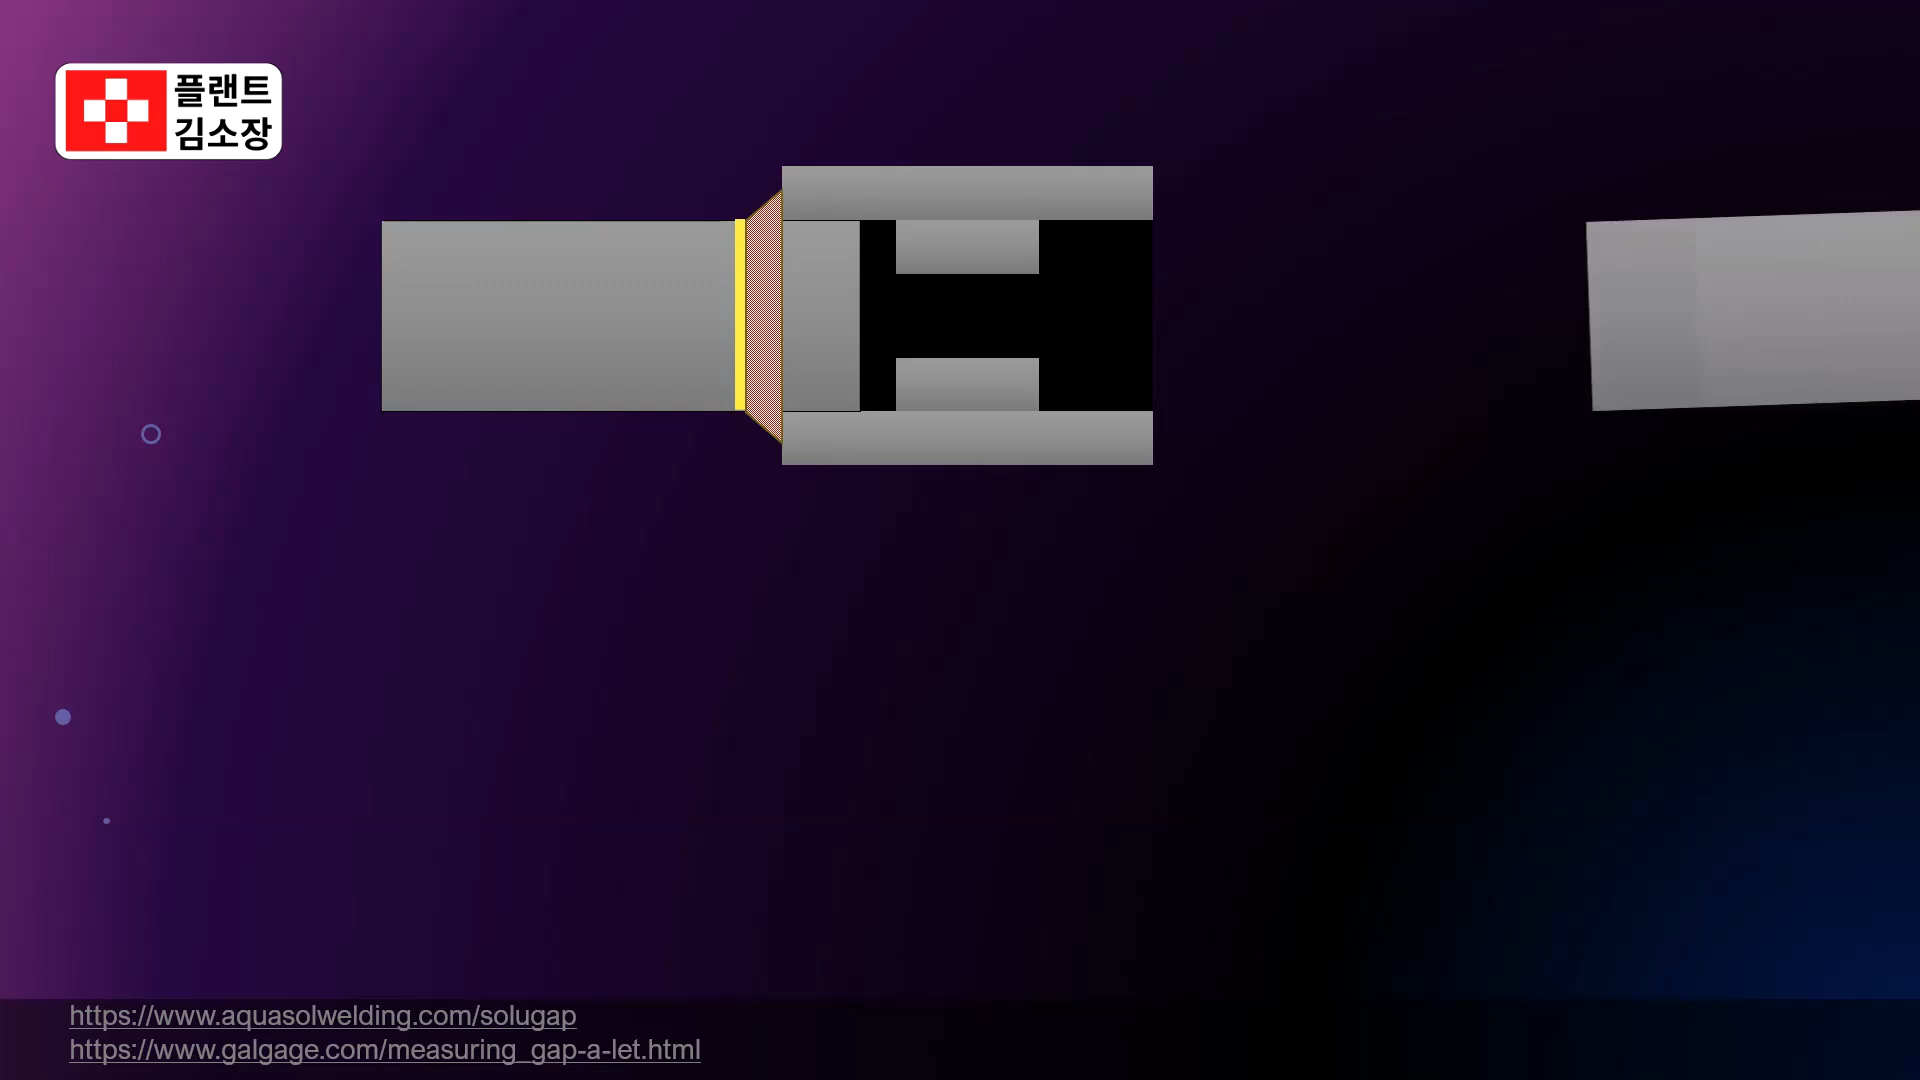 플랜트
김소장
https://www.aquasolwelding.com/solugap
https://www.galgage.com/measuring_gap-a-let.html